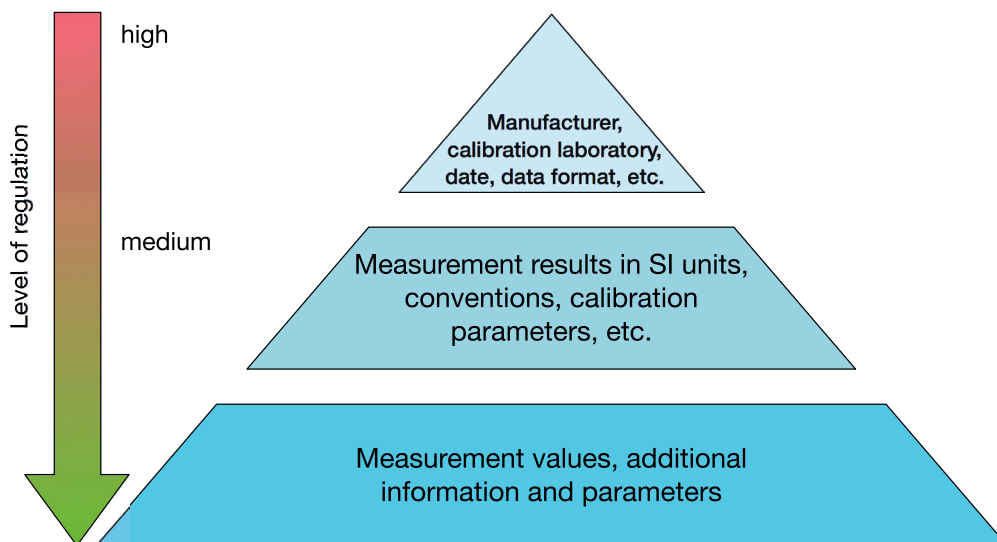 high
Manufacturer,
calibration laboratory,
date, data format, etc.
Level of regulation
medium
Measurement results in SI units,
conventions, calibration
parameters, etc.
Measurement values, additional
information and parameters